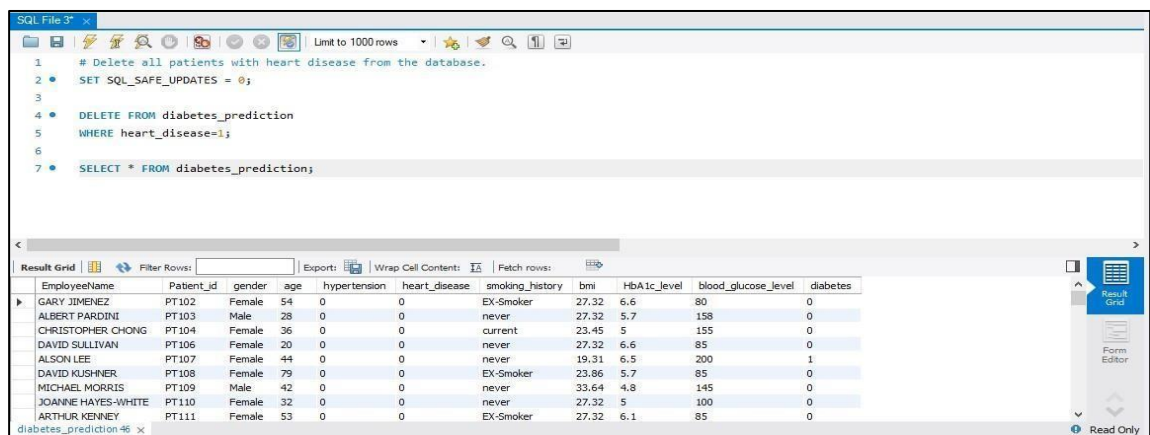 SQL File 3* ×
Limit to 1000 rows
1 # Delete all patients with heart disease from the database.
2 SET SQL_SAFE_UPDATES = 0;
3
4 DELETE FROM diabetes_prediction
5 WHERE heart_disease=1;
6
7 SELECT * FROM diabetes_prediction;
Result Grid Filter Rows: Export: Wrap Cell Content: IA Fetch rows:
EmployeeName Patient_id gender age hypertension heart_disease smoking_history bmi HbA1c_level blood_glucose_level diabetes
GARY JIMENEZ PT102 Female 54 0 0 EX-Smoker 27.32 6.6 80 0
ALBERT PARDINI PT103 Male 28 0 0 never 27.32 5.7 158 0
CHRISTOPHER CHONG PT104 Female 36 0 0 current 23.45 5 155 0
DAVID SULLIVAN PT106 Female 20 0 0 never 27.32 6.6 85 0
ALSON LEE PT107 Female 44 0 0 never 19.31 6.5 200 1
DAVID KUSHNER PT108 Female 79 0 0 EX-Smoker 23.86 5.7 85 0
MICHAEL MORRIS PT109 Male 42 0 0 never 33.64 4.8 145 0
JOANNE HAYES-WHITE PT110 Female 32 0 0 never 27.32 5 100 0
ARTHUR KENNEY PT111 Female 53 0 0 EX-Smoker 27.32 6.1 85 0
Result
Grid
Form
Editor
diabetes_prediction 46 × Read Only